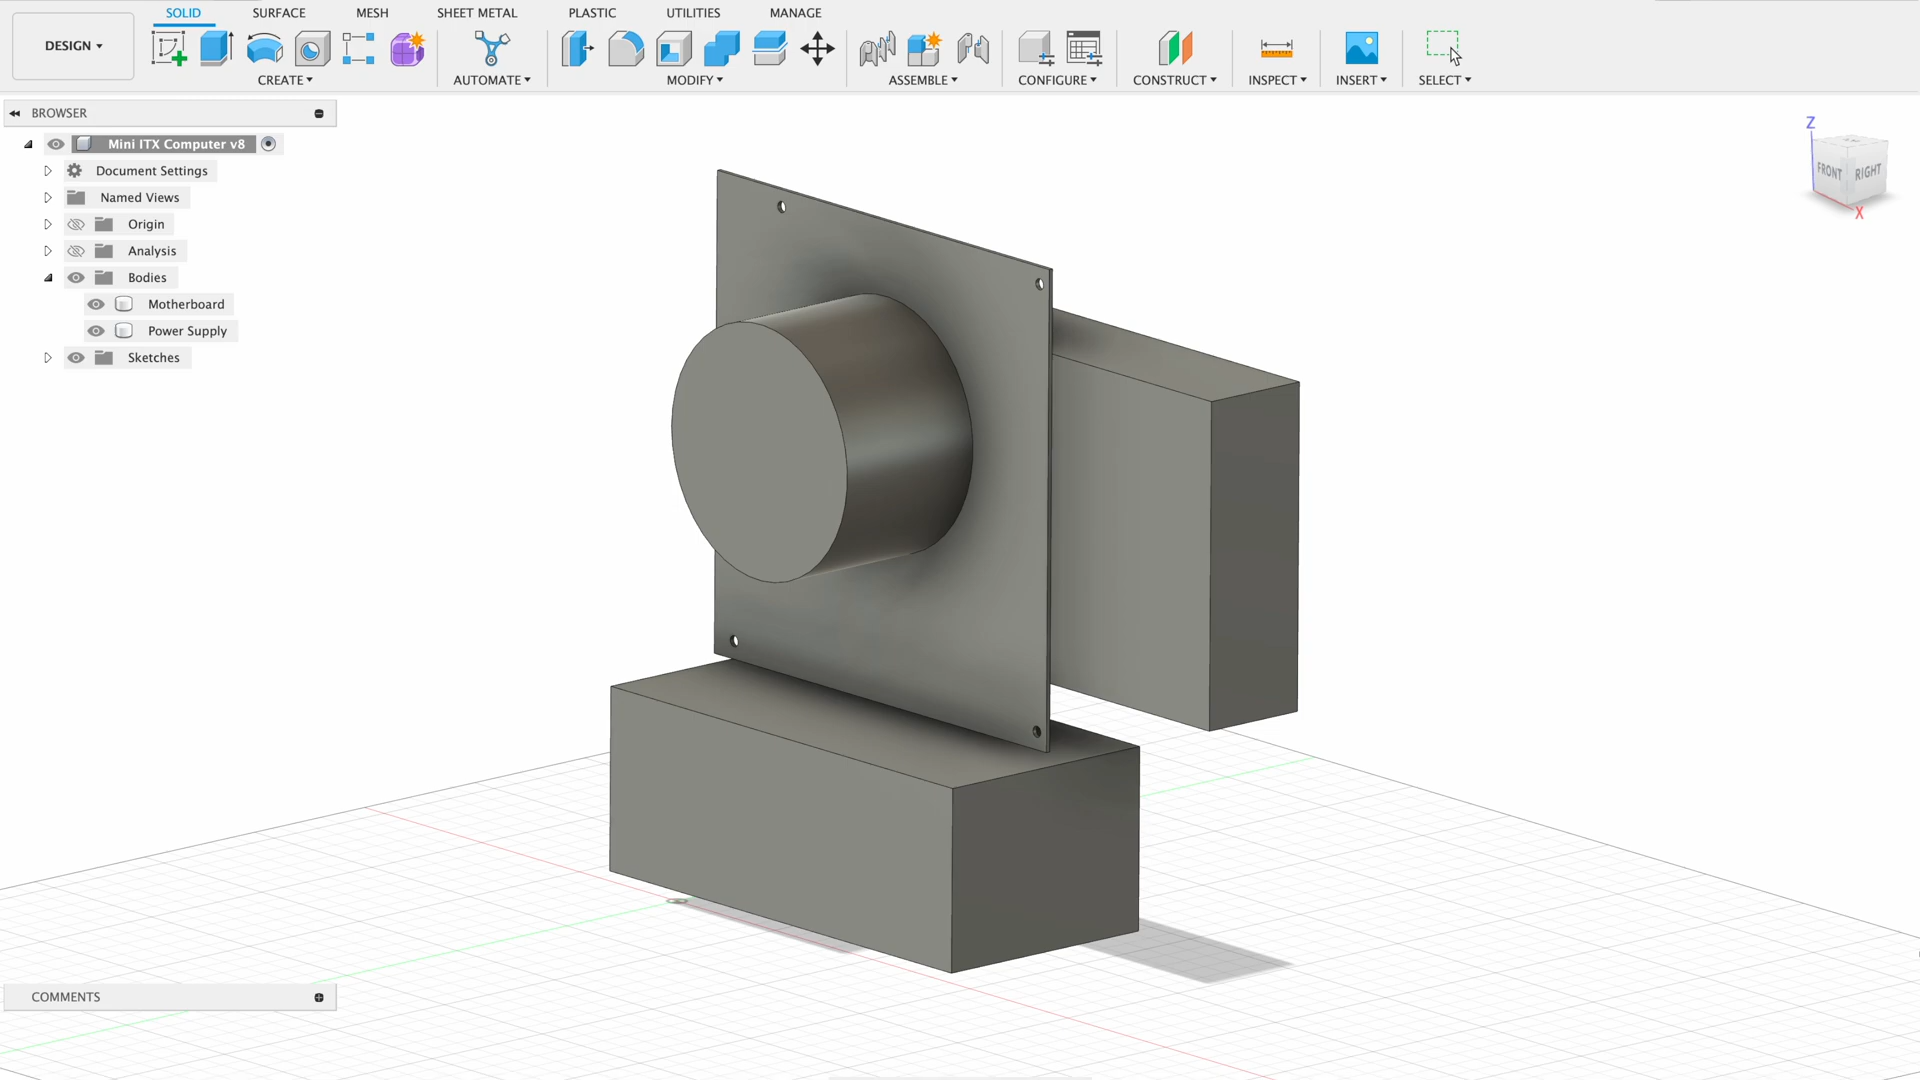 DESIGN
SOLID SURFACE MESH SHEET METAL PLASTIC UTILITIES MANAGE
CREATE AUTOMATE MODIFY ASSEMBLE CONFIGURE CONSTRUCT INSPECT INSERT SELECT
BROWSER
Mini ITX Computer v8
Document Settings
Named Views
Origin
Analysis
Bodies
Motherboard
Power Supply
Sketches
Z
FRONT RIGHT
X
COMMENTS